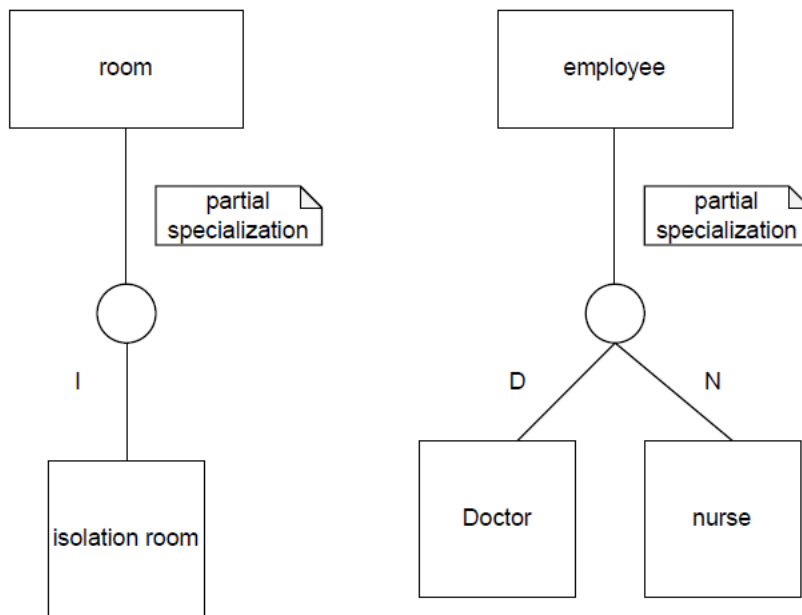 room
employee
partial
specialization
partial
specialization
I
D
N
isolation room
Doctor
nurse